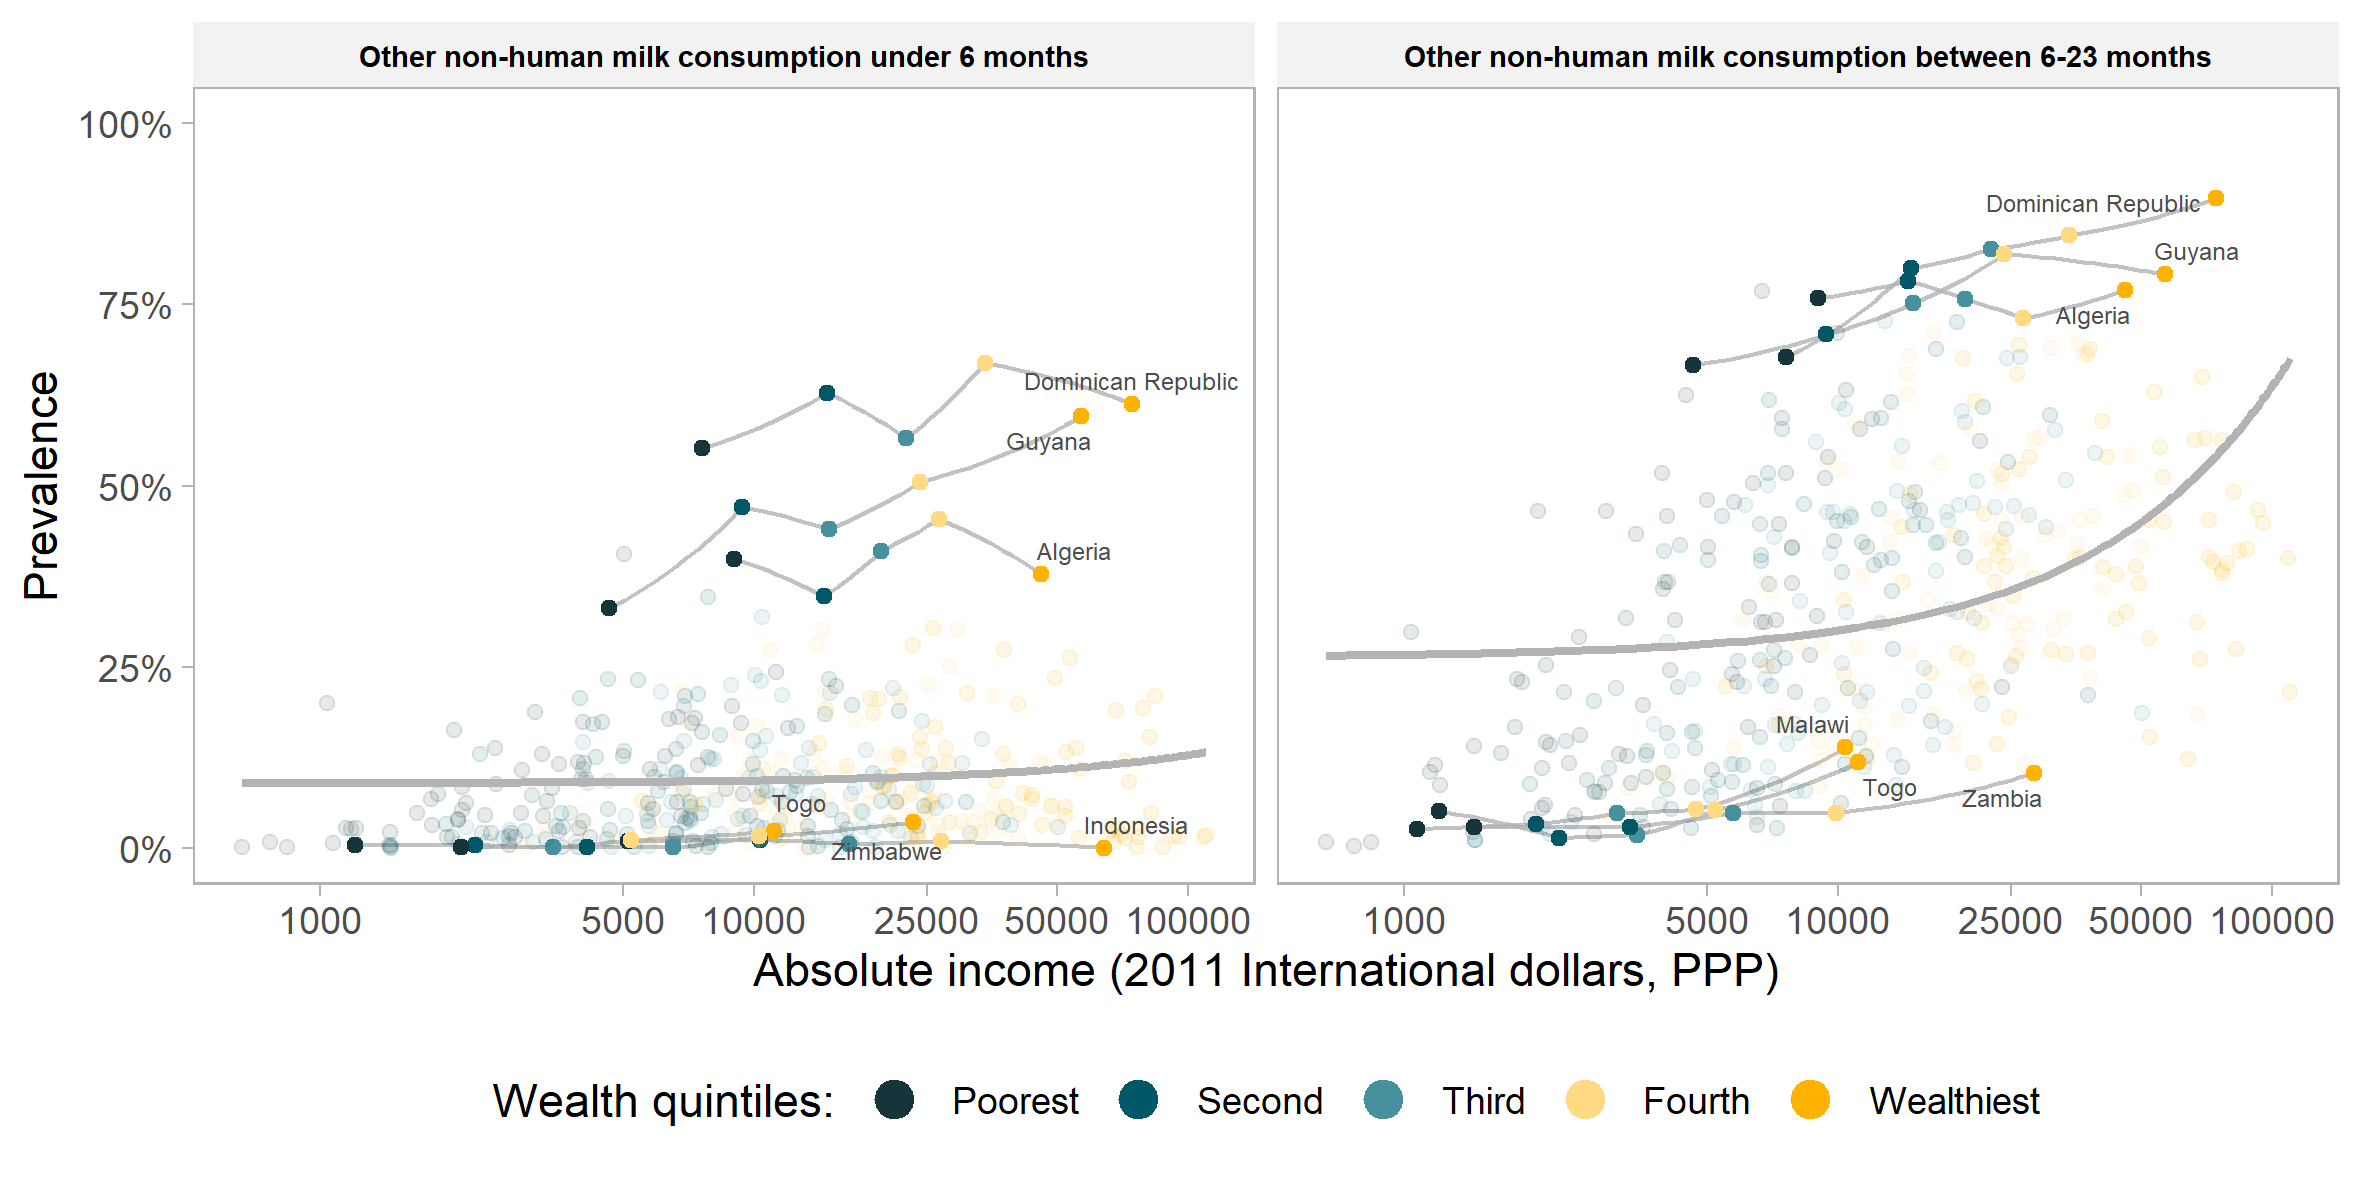 Other non-human milk consumption under 6 months
Other non-human milk consumption between 6-23 months
Prevalence
100%
75%
50%
25%
0%
Dominican Republic
Guyana
Algeria
Togo
Zimbabwe
Indonesia
Dominican Republic
Guyana
Algeria
Malawi
Togo
Zambia
1000 5000 10000 25000 50000 100000
1000 5000 10000 25000 50000 100000
Absolute income (2011 International dollars, PPP)
Wealth quintiles: Poorest Second Third Fourth Wealthiest